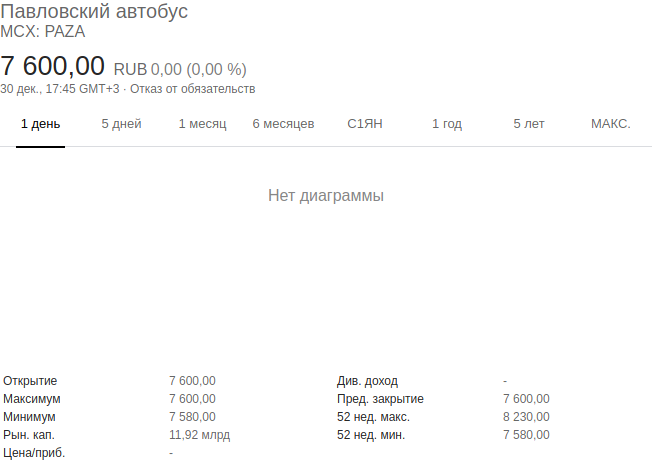 Павловский автобус
MCX: PAZA
7 600,00 RUB 0,00 (0,00 %)
30 дек., 17:45 GMT+3 · Отказ от обязательств
1 день 5 дней 1 месяц 6 месяцев С1ЯН 1 год 5 лет МАКС.
Нет диаграммы
Открытие 7 600,00 Див. доход -
Максимум 7 600,00 Пред. закрытие 7 600,00
Минимум 7 580,00 52 нед. макс. 8 230,00
Рын. кап. 11,92 млрд 52 нед. мин. 7 580,00
Цена/приб. -